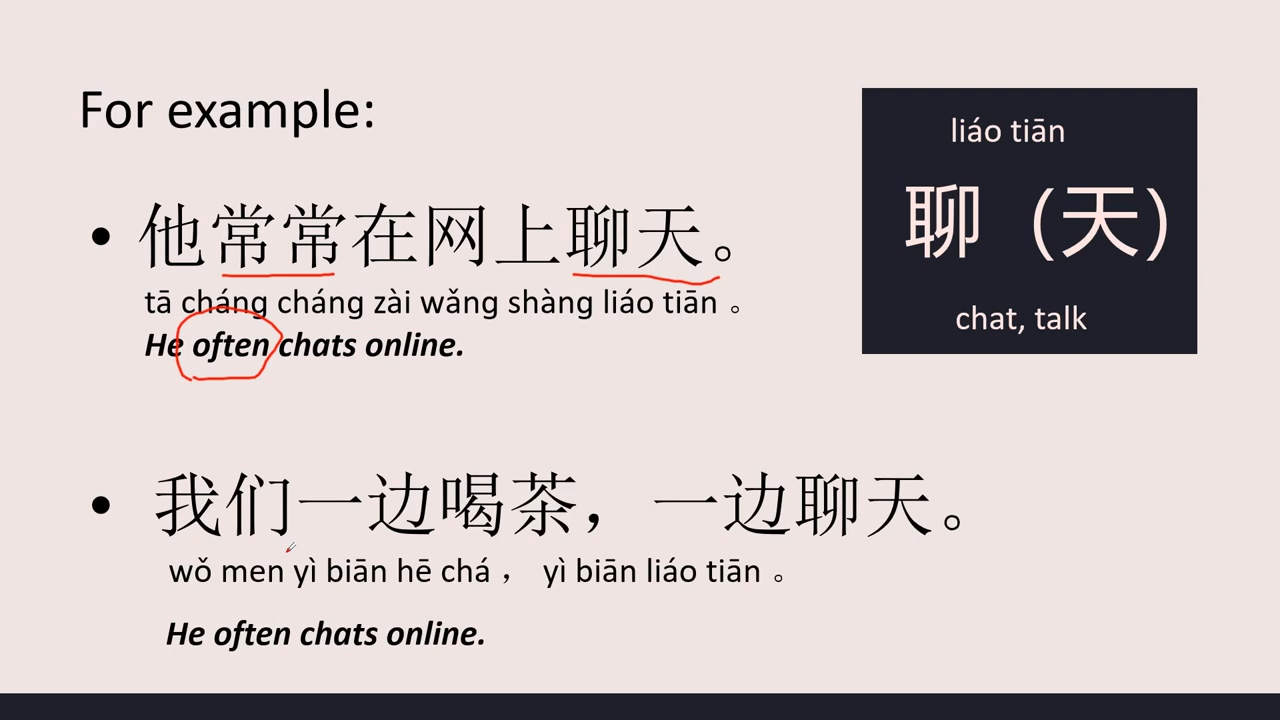 For example:
• 他常常在网上聊天。
tā cháng cháng zài wǎng shàng liáo tiān 。
He often chats online.
• 我们一边喝茶，一边聊天。
wǒ men yì biān hē chá ， yì biān liáo tiān 。
He often chats online.
liáo tiān
聊（天）
chat, talk